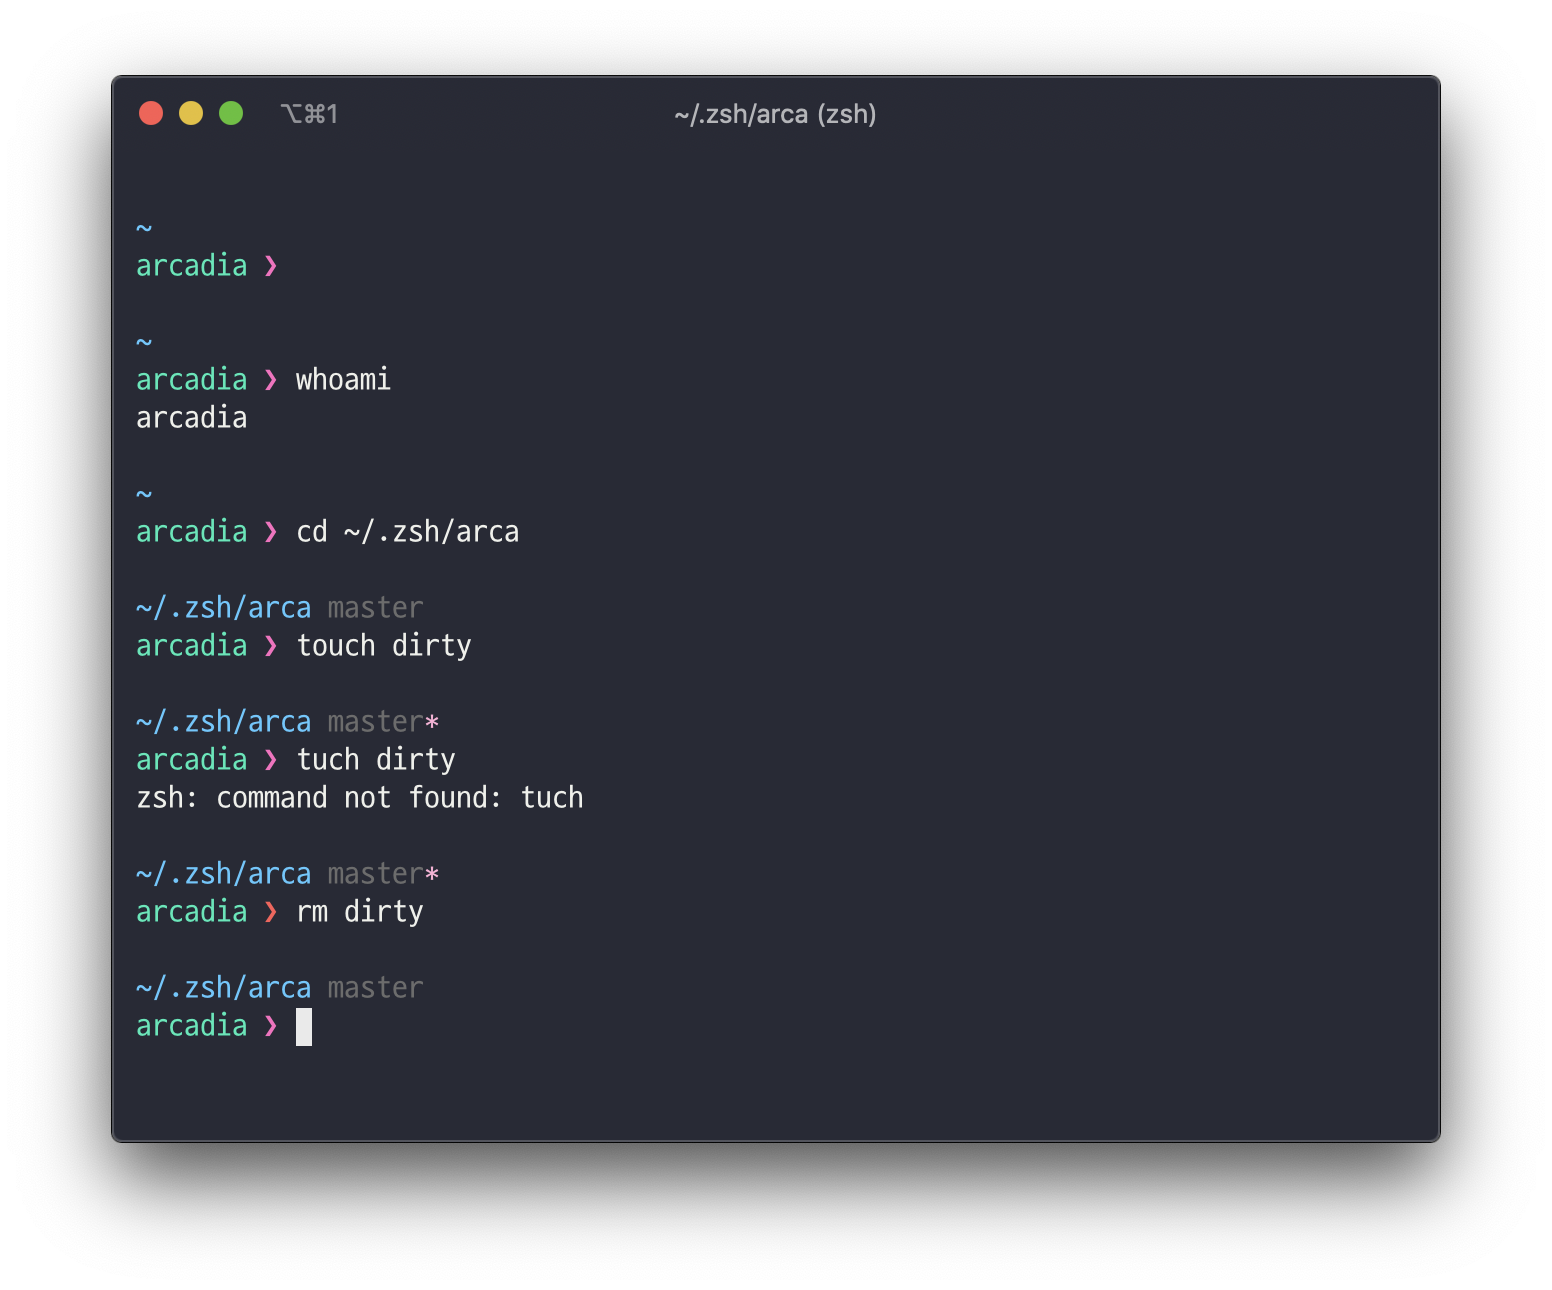 ⌥⌘1 ~/.zsh/arca (zsh)
~
arcadia ❯
~
arcadia ❯ whoami
arcadia
~
arcadia ❯ cd ~/.zsh/arca
~/.zsh/arca master
arcadia ❯ touch dirty
~/.zsh/arca master*
arcadia ❯ tuch dirty
zsh: command not found: tuch
~/.zsh/arca master*
arcadia ❯ rm dirty
~/.zsh/arca master
arcadia ❯